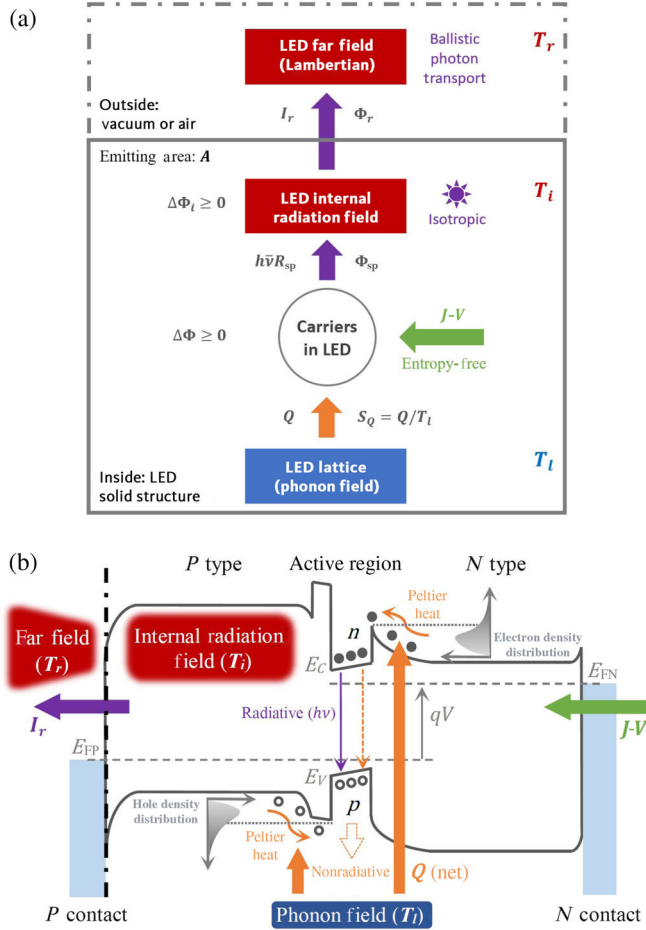 (a)
LED far field
(Lambertian)
Ballistic
photon
transport
T_r
Outside:
vacuum or air
I_r
Φ_r
Emitting area: A
ΔΦ_i ≥ 0
LED internal
radiation field
Isotropic
T_i
hν̄R_sp
Φ_sp
ΔΦ ≥ 0
Carriers
in LED
J-V
Entropy-free
Q
S_Q = Q/T_l
Inside: LED
solid structure
LED lattice
(phonon field)
T_l
(b)
P type
Active region
N type
Far field
(T_r)
Internal radiation
field (T_i)
n
Peltier
heat
Electron density
distribution
E_C
E_FN
I_r
Radiative (hν)
qV
J-V
E_FP
E_V
Hole density
distribution
p
Peltier
heat
Nonradiative
Q (net)
P contact
Phonon field (T_l)
N contact